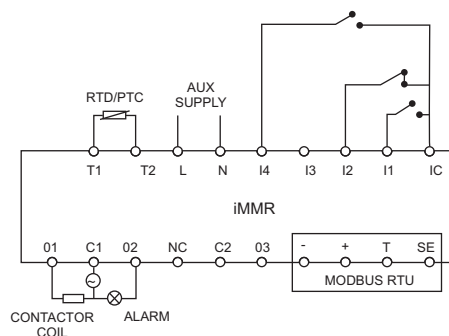 RTD/PTC
AUX
SUPPLY
T1 T2 L N I4 I3 I2 I1 IC
iMMR
01 C1 02 NC C2 03 - + T SE
~
MODBUS RTU
CONTACTOR
COIL
ALARM